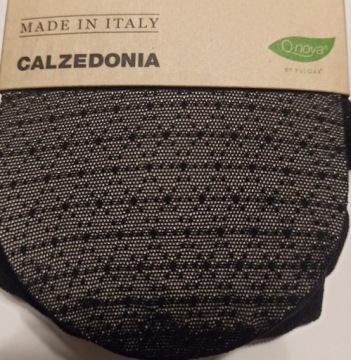 MADE IN ITALY
CALZEDONIA
Q-nova®
BY FULGAR®